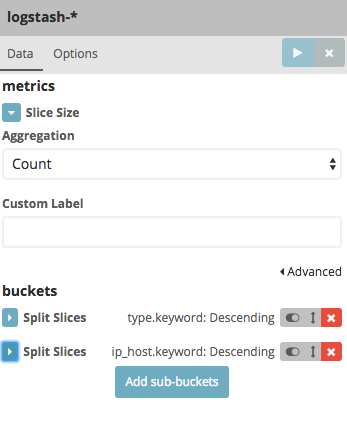 logstash-*
Data Options
metrics
Slice Size
Aggregation
Count
Custom Label
Advanced
buckets
Split Slices type.keyword: Descending
Split Slices ip_host.keyword: Descending
Add sub-buckets